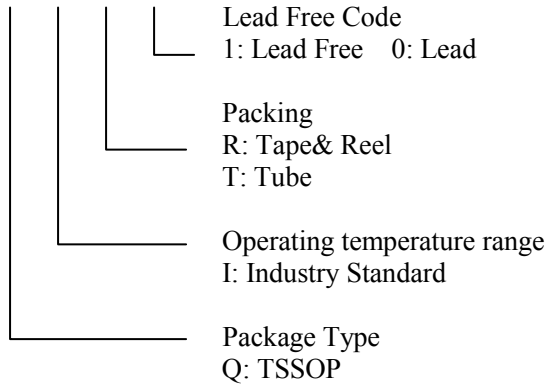 Lead Free Code
1: Lead Free 0: Lead
Packing
R: Tape& Reel
T: Tube
Operating temperature range
I: Industry Standard
Package Type
Q: TSSOP